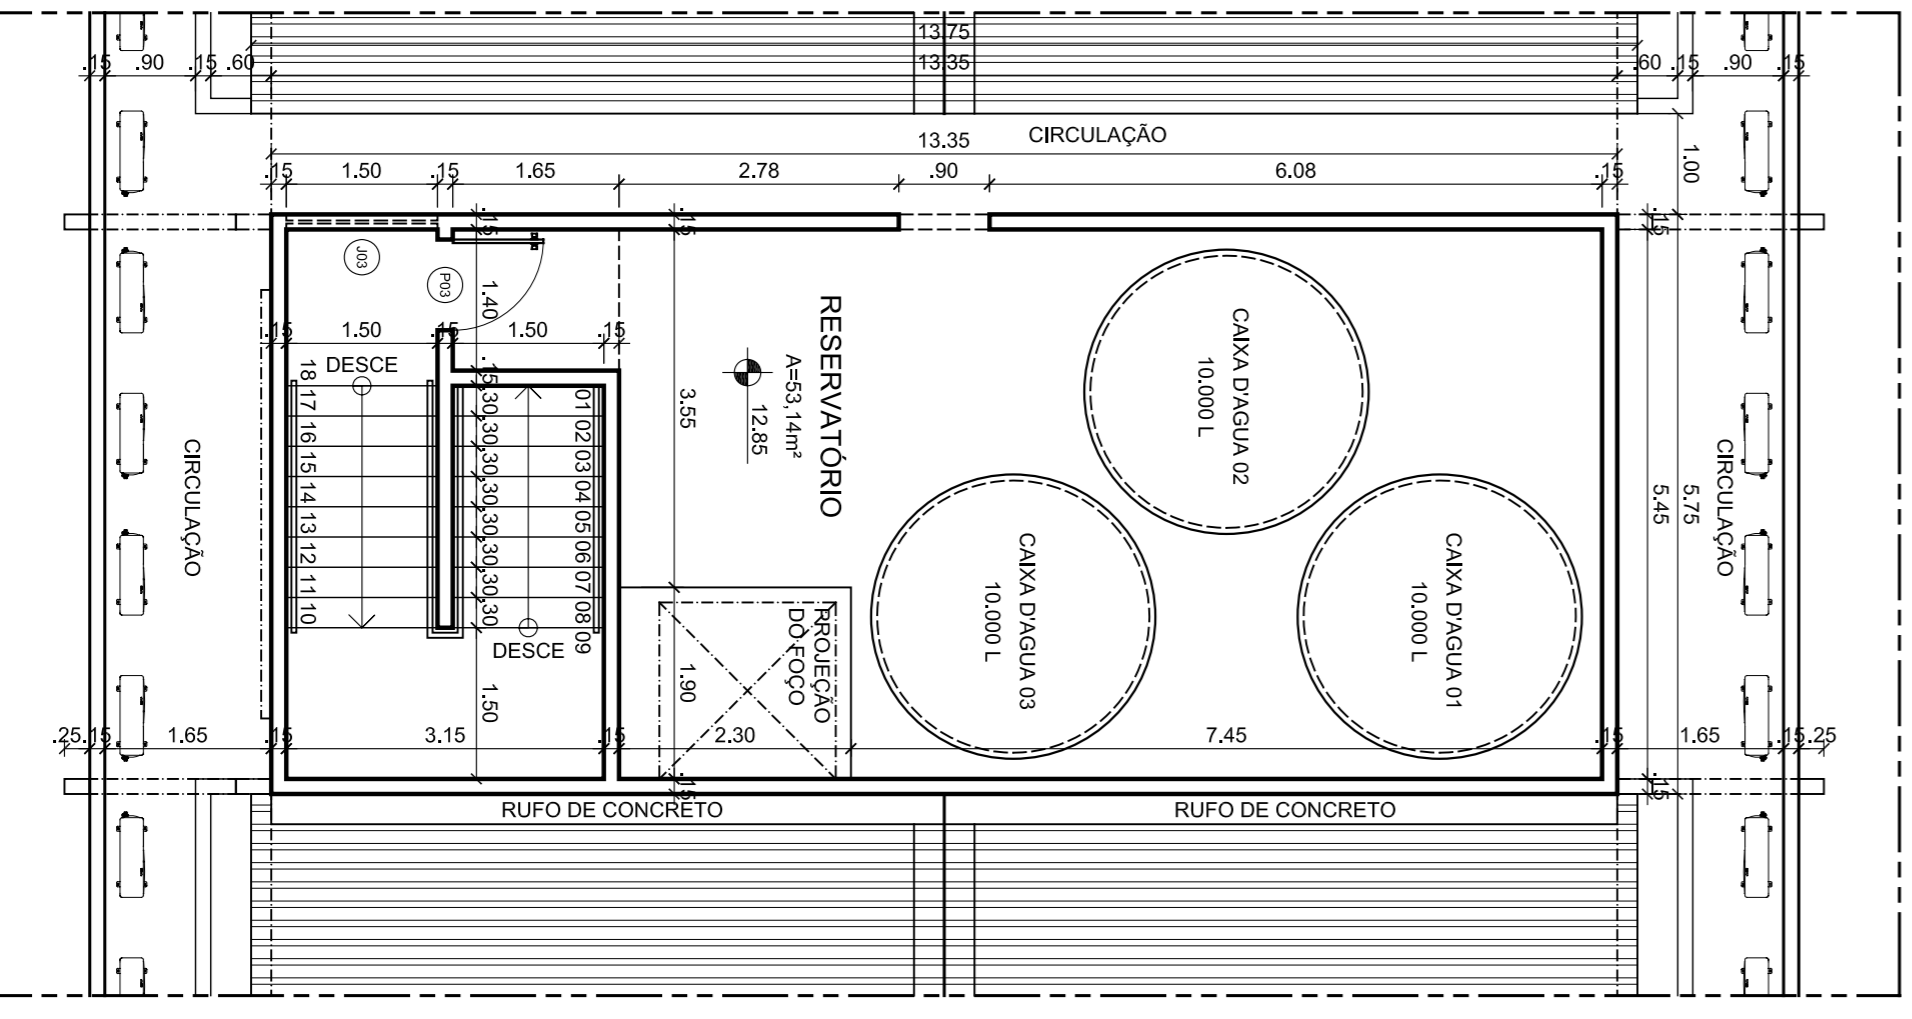 13.75
.15 .90 .15 .60 13.35 .60 .15 .90 .15
CIRCULAÇÃO
13.35
.15 1.50 .15 1.65 2.78 .90 6.08 .15
1.00
.15 .15 .15
J03
P03
1.40
.15 1.50 .15 1.50 .15
DESCE
.15 .30 .30 .30 .30 .30 .30 .30 .30
18 17 16 15 14 13 12 11 10
01 02 03 04 05 06 07 08 09
DESCE
1.50
3.55
RESERVATÓRIO
A=53,14m²
12.85
CAIXA D'AGUA 02
10.000 L
CAIXA D'AGUA 03
10.000 L
CAIXA D'AGUA 01
10.000 L
CIRCULAÇÃO
CIRCULAÇÃO
5.75
5.45
PROJEÇÃO
DO FOÇO
1.90
.25 .15 1.65 .15 3.15 .15 2.30 7.45 .15 1.65 .15 .25
.15 .15
RUFO DE CONCRETO
RUFO DE CONCRETO